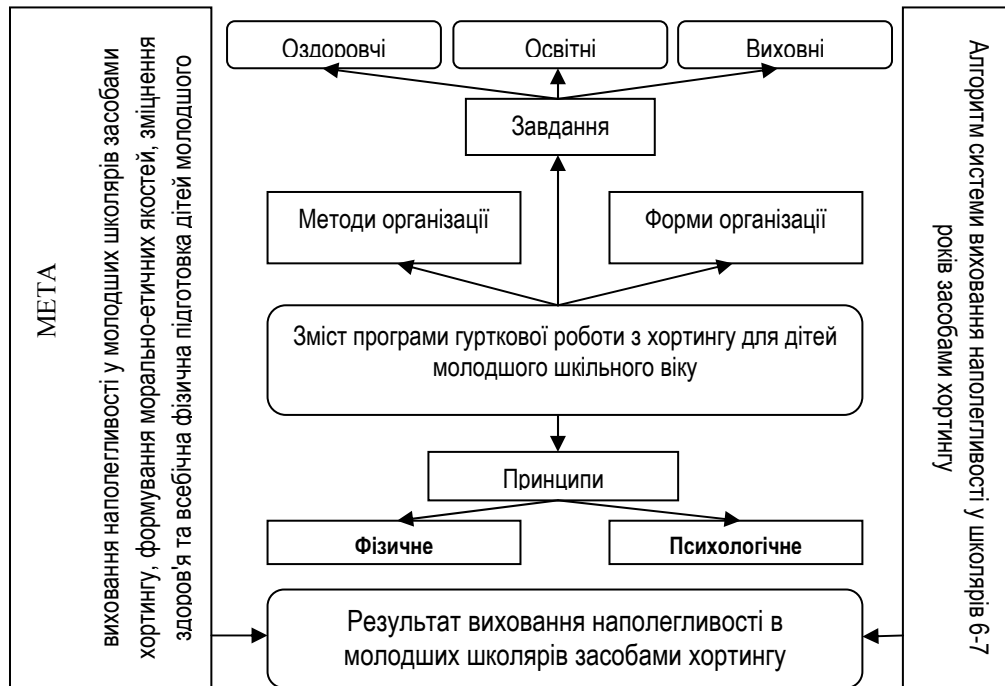 МЕТА
виховання наполегливості у молодших школярів засобами
хортингу, формування морально-етичних якостей, зміцнення
здоров'я та всебічна фізична підготовка дітей молодшого
Оздоровчі
Освітні
Виховні
Завдання
Методи організації
Форми організації
Зміст програми гурткової роботи з хортингу для дітей
молодшого шкільного віку
Принципи
Фізичне
Психологічне
Результат виховання наполегливості в
молодших школярів засобами хортингу
Алгоритм системи виховання наполегливості у школярів 6-7
років засобами хортингу